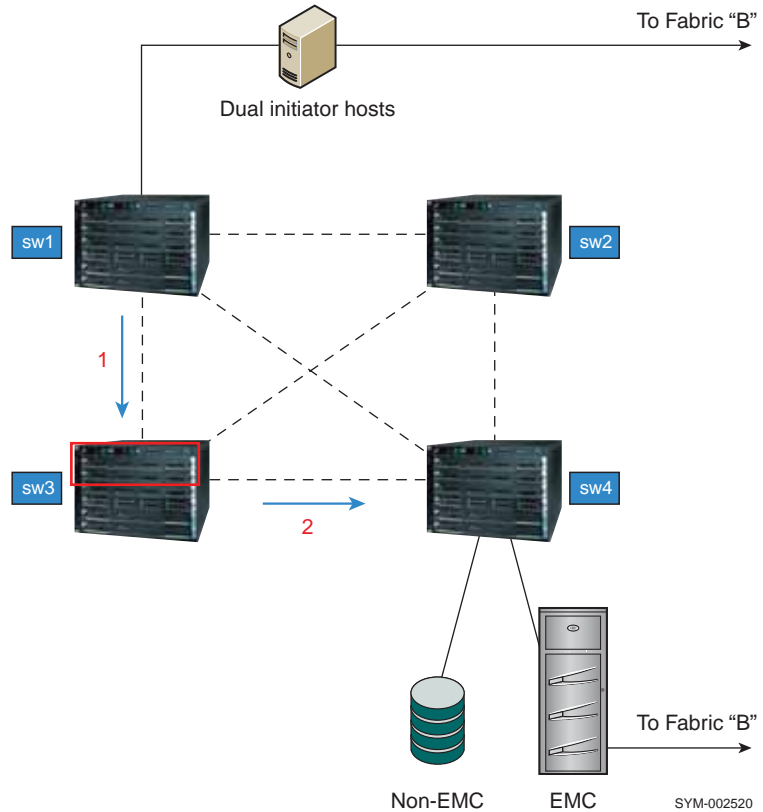 To Fabric “B”
Dual initiator hosts
sw1
sw2
1
sw3
sw4
2
To Fabric “B”
Non-EMC
EMC
SYM-002520